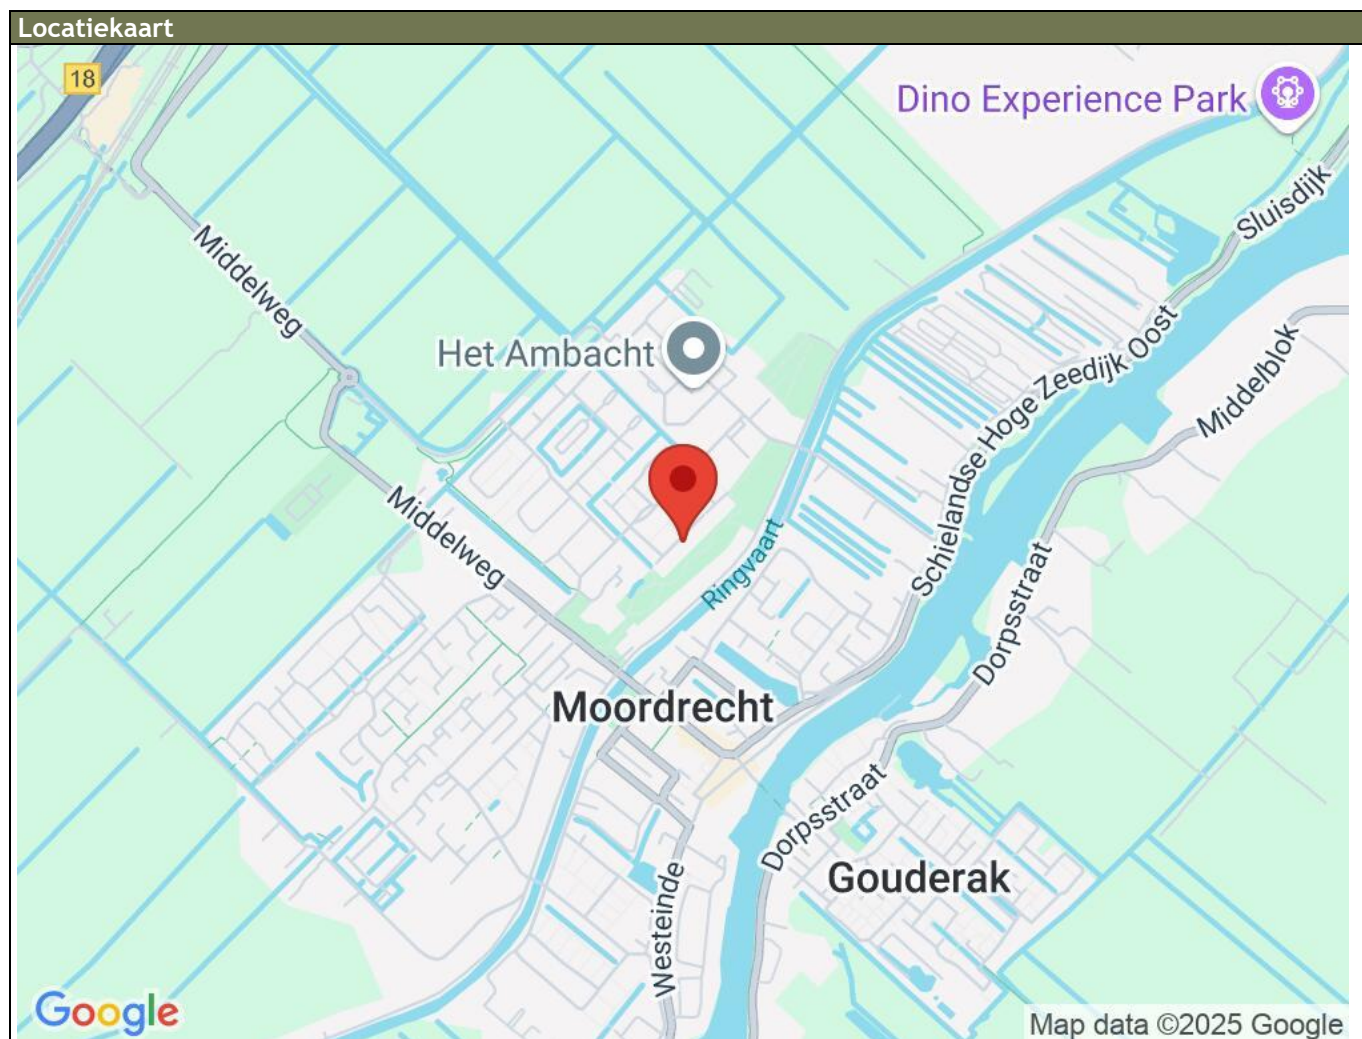 Locatiekaart
18
Dino Experience Park
Sluisdijk
Middelweg
Het Ambacht
Schielandse Hoge Zeedijk Oost
Middelblok
Middelweg
Ringvaart
Dorpsstraat
Moordrecht
Dorpsstraat
Gouderak
Westeinde
Google
Map data ©2025 Google